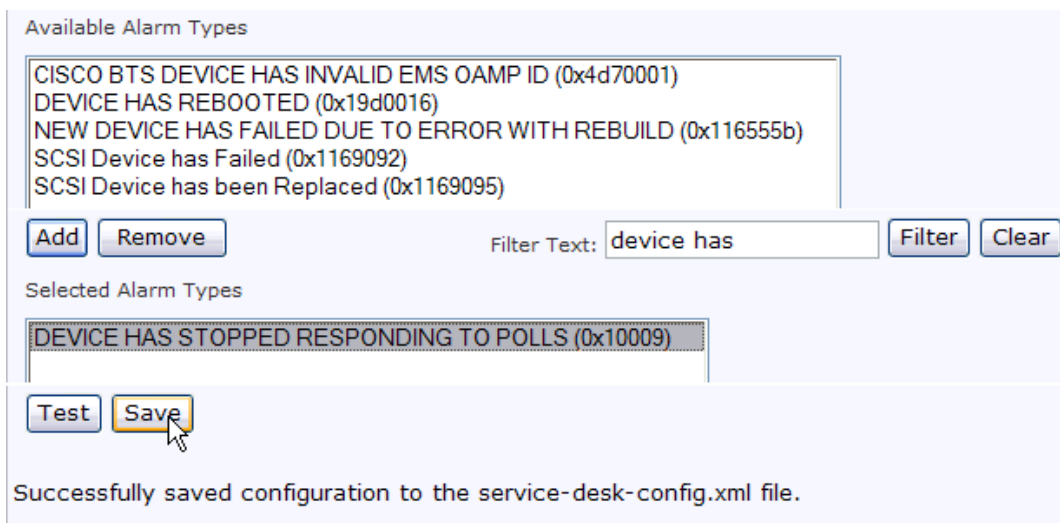 Available Alarm Types
CISCO BTS DEVICE HAS INVALID EMS OAMP ID (0x4d70001)
DEVICE HAS REBOOTED (0x19d0016)
NEW DEVICE HAS FAILED DUE TO ERROR WITH REBUILD (0x116555b)
SCSI Device has Failed (0x1169092)
SCSI Device has been Replaced (0x1169095)
Add Remove Filter Text: device has Filter Clear
Selected Alarm Types
DEVICE HAS STOPPED RESPONDING TO POLLS (0x10009)
Test Save
Successfully saved configuration to the service-desk-config.xml file.